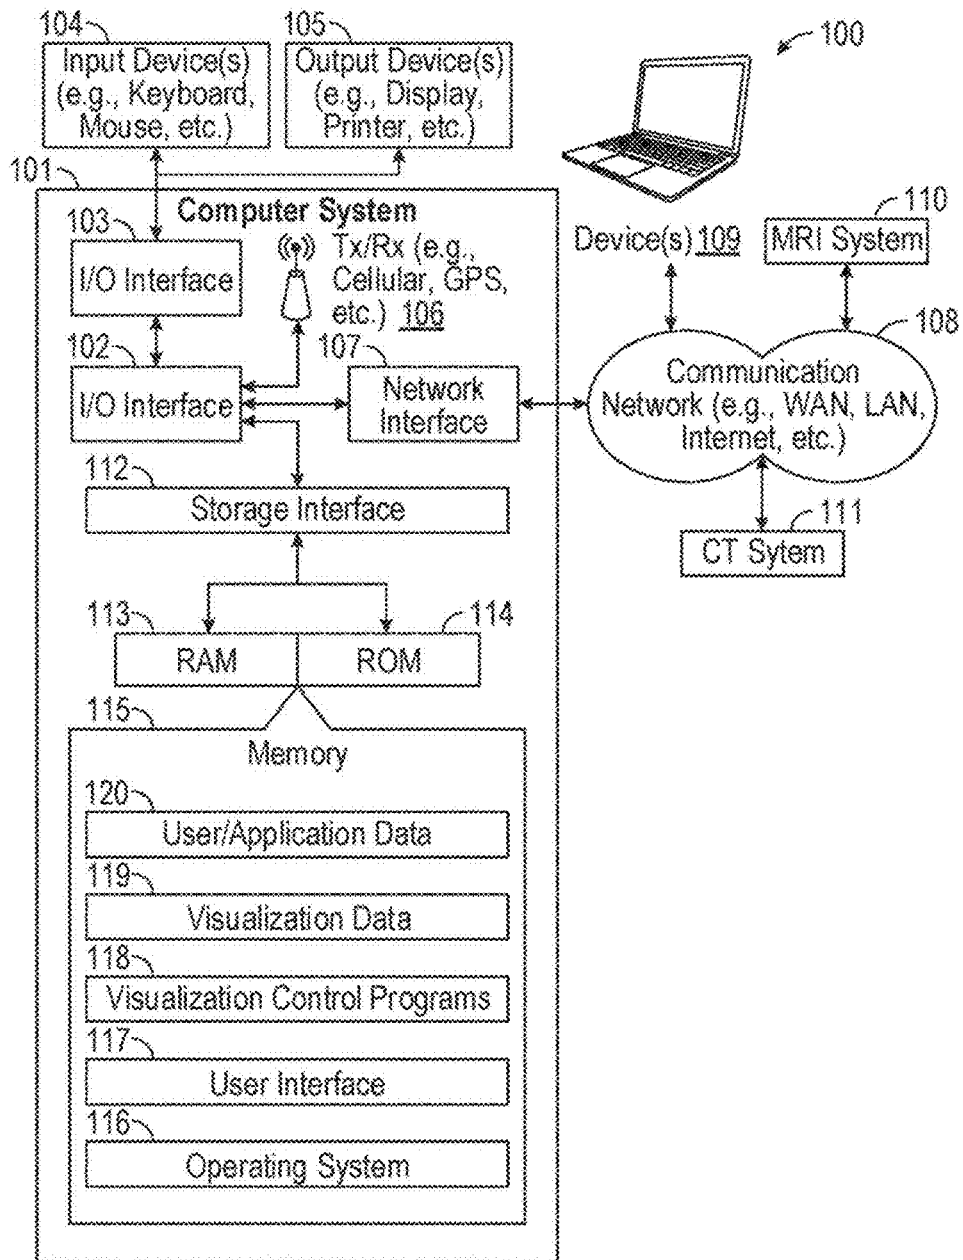 104
Input Device(s)
(e.g., Keyboard,
Mouse, etc.)
105
Output Device(s)
(e.g., Display,
Printer, etc.)
100
101
Computer System
103
I/O Interface
Tx/Rx (e.g.,
Cellular, GPS,
etc.) 106
Device(s) 109
110
MRI System
102
I/O Interface
107
Network
Interface
108
Communication
Network (e.g., WAN, LAN,
Internet, etc.)
112
Storage Interface
111
CT Sytem
113
RAM
114
ROM
115
Memory
120
User/Application Data
119
Visualization Data
118
Visualization Control Programs
117
User Interface
116
Operating System